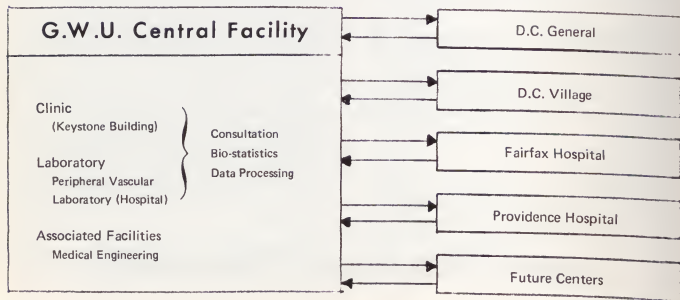 G.W.U. Central Facility
Clinic
(Keystone Building)
Laboratory
Peripheral Vascular
Laboratory (Hospital)
Associated Facilities
Medical Engineering
Consultation
Bio-statistics
Data Processing
D.C. General
D.C. Village
Fairfax Hospital
Providence Hospital
Future Centers